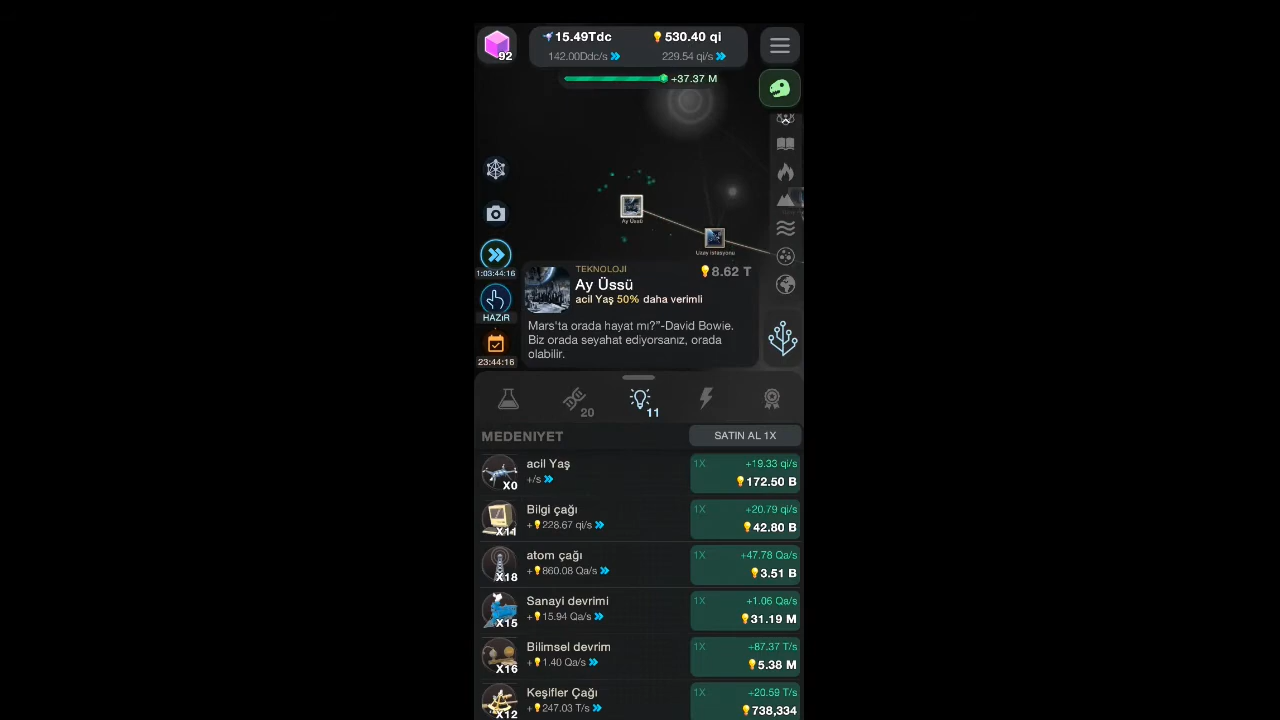 92
15.49Tdc
530.40 qi
142.00Ddc/s
229.54 qi/s
+37.37 M
Ay Üssü
Uzay istasyonu
1:03:44:16
HAZIR
23:44:16
TEKNOLOJİ
8.62 T
Ay Üssü
acil Yaş 50% daha verimli
Mars'ta orada hayat mı?"-David Bowie.
Biz orada seyahat ediyorsanız, orada
olabilir.
20
11
MEDENIYET
SATIN AL 1X
acil Yaş
+/s
X0
1X
+19.33 qi/s
172.50 B
Bilgi çağı
+228.67 qi/s
X14
1X
+20.79 qi/s
42.80 B
atom çağı
+860.08 Qa/s
X18
1X
+47.78 Qa/s
3.51 B
Sanayi devrimi
+15.94 Qa/s
X15
1X
+1.06 Qa/s
31.19 M
Bilimsel devrim
+1.40 Qa/s
X16
1X
+87.37 T/s
5.38 M
Keşifler Çağı
+247.03 T/s
X12
1X
+20.59 T/s
738,334